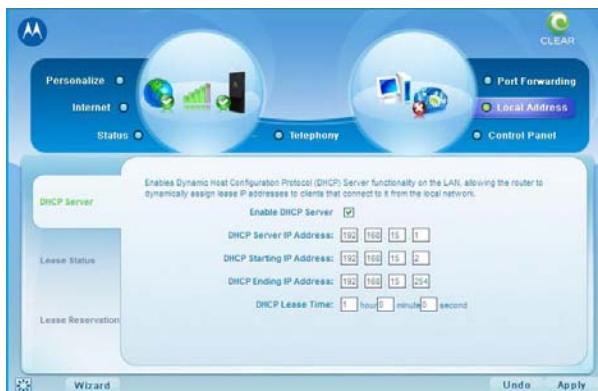 CLEAR
Personalize
Internet
Status
Telephony
Port Forwarding
Local Address
Control Panel
DHCP Server
Lease Status
Lease Reservation
Enables Dynamic Host Configuration Protocol (DHCP) Server functionality on the LAN, allowing the router to
dynamically assign lease IP addresses to clients that connect to it from the local network.
Enable DHCP Server
DHCP Server IP Address: 192 168 15 1
DHCP Starting IP Address: 192 168 15 2
DHCP Ending IP Address: 192 168 15 254
DHCP Lease Time: 1 hour 0 minute 0 second
Wizard
Undo
Apply